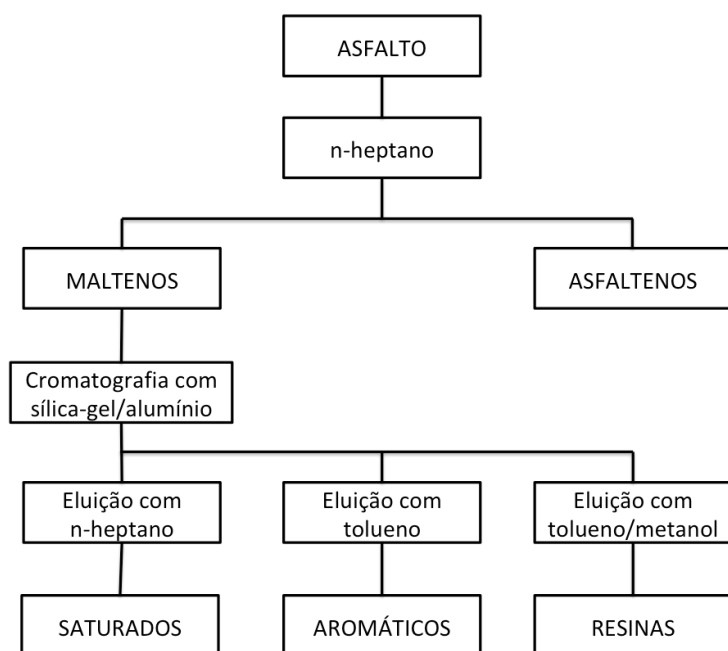 ASFALTO
n-heptano
MALTENOS
ASFALTENOS
Cromatografia com
sílica-gel/alumínio
Eluição com
n-heptano
Eluição com
tolueno
Eluição com
tolueno/metanol
SATURADOS
AROMÁTICOS
RESINAS